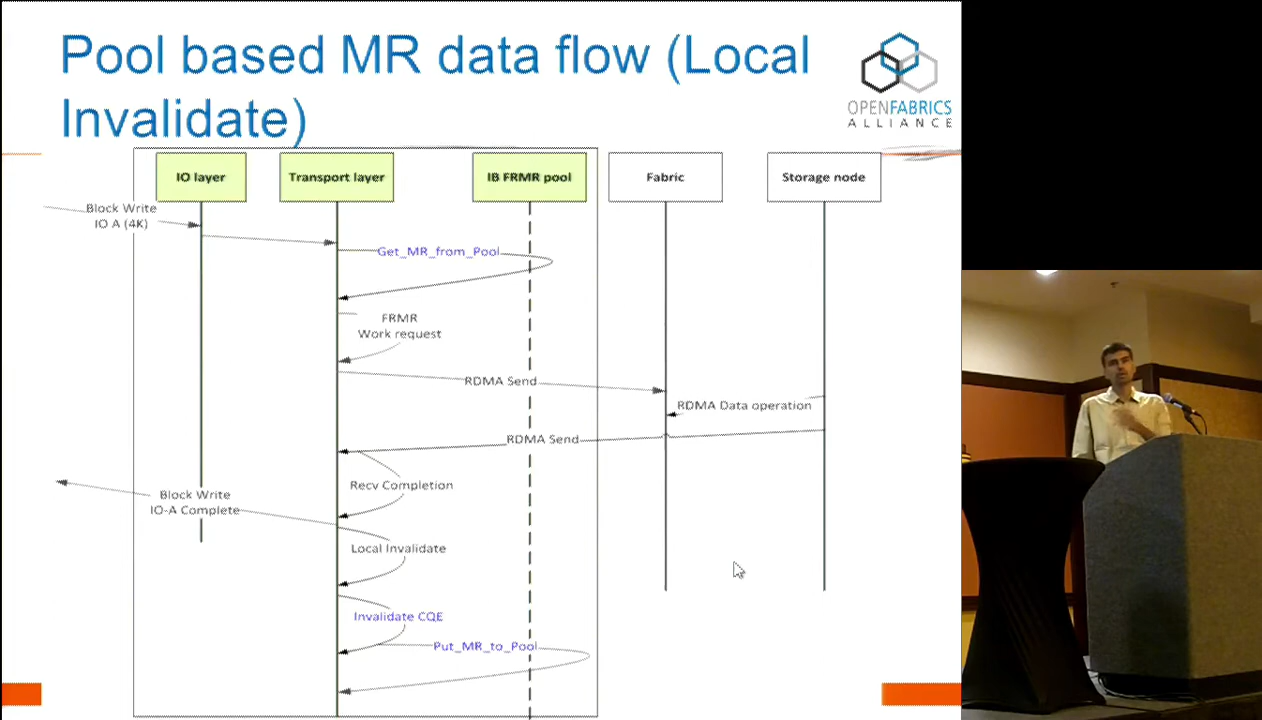 Pool based MR data flow (Local
Invalidate)
OPENFABRICS
ALLIANCE
IO layer
Transport layer
IB FRMR pool
Fabric
Storage node
Block Write
IO A (4K)
Get_MR_from_Pool
FRMR
Work request
RDMA Send
RDMA Data operation
RDMA Send
Recv Completion
Block Write
IO-A Complete
Local Invalidate
Invalidate CQE
Put_MR_to_Pool